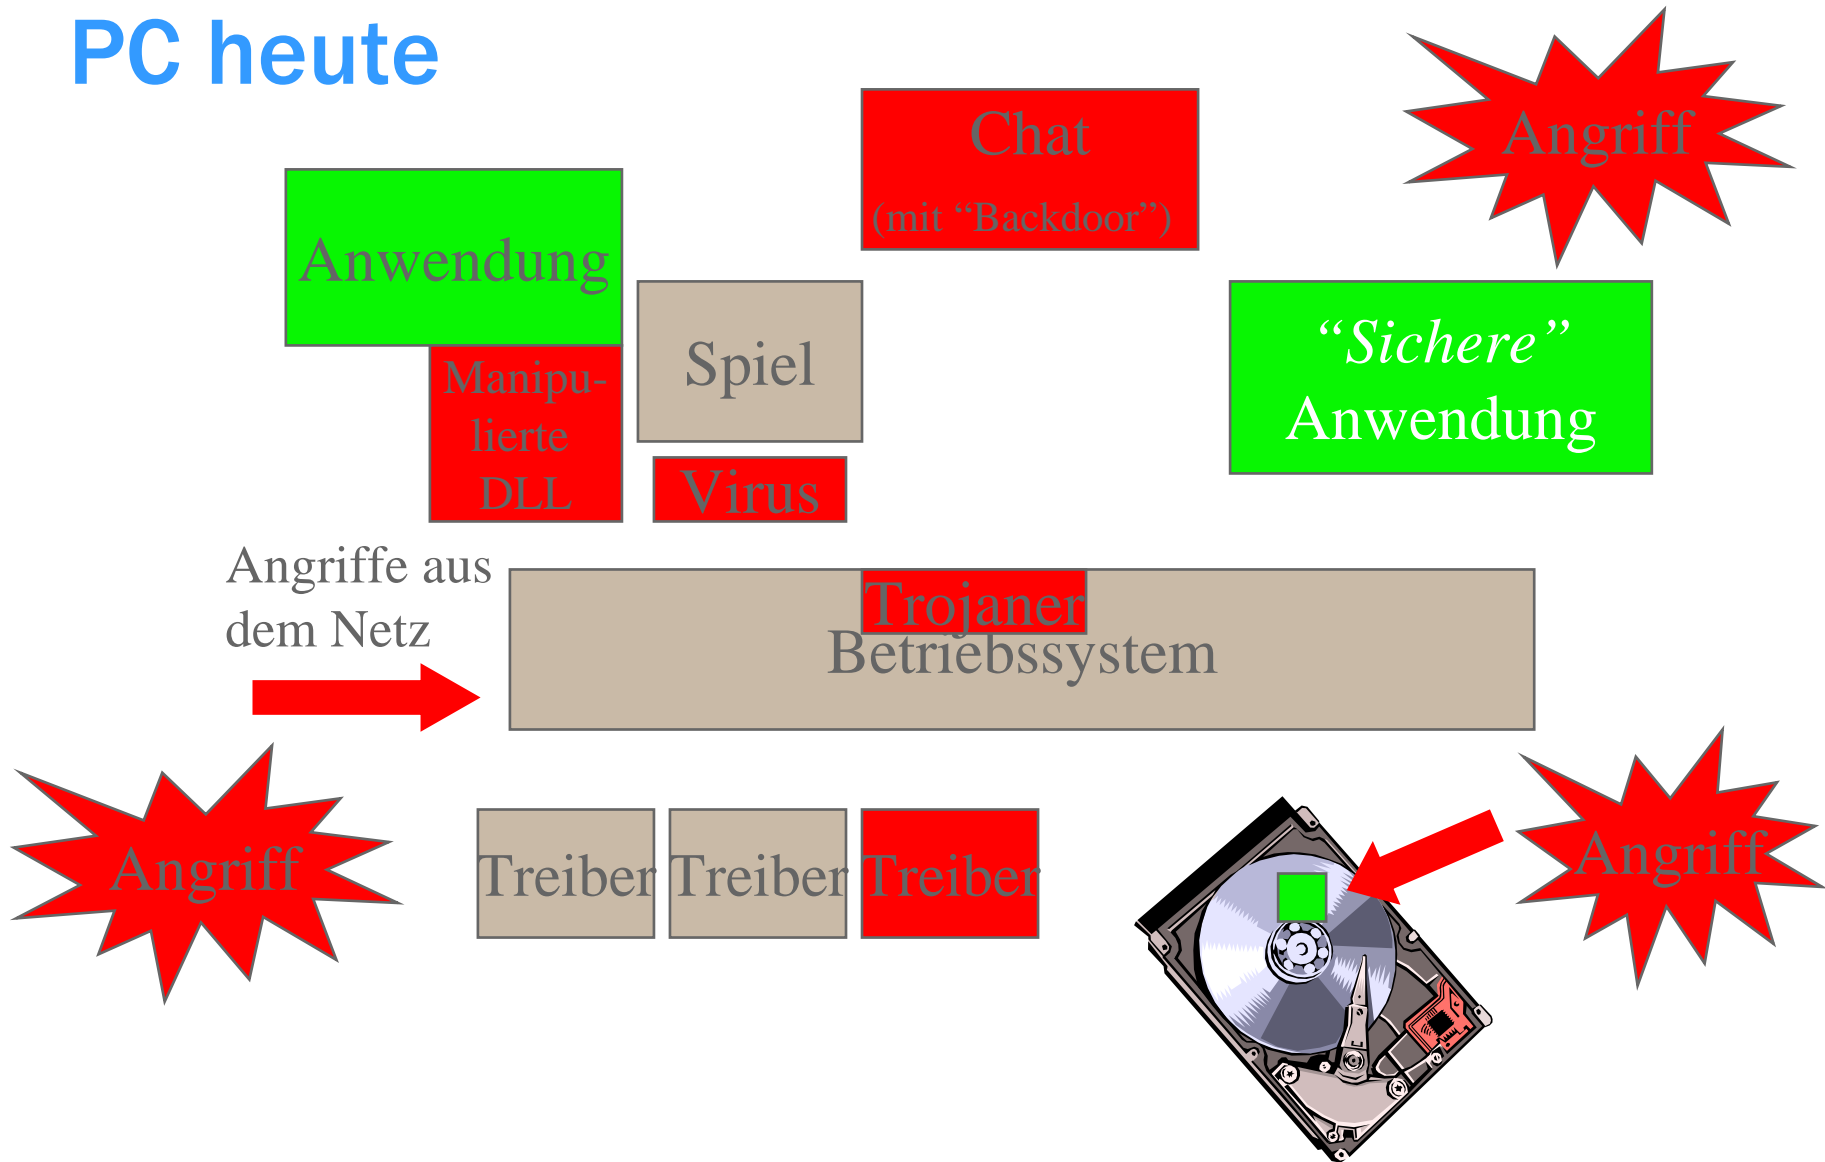 PC heute
Chat
(mit “Backdoor”)
Angriff
Anwendung
Spiel
“Sichere”
Anwendung
Manipu-
lierte
DLL
Virus
Angriffe aus
dem Netz
Trojaner
Betriebssystem
Angriff
Treiber
Treiber
Treiber
Angriff